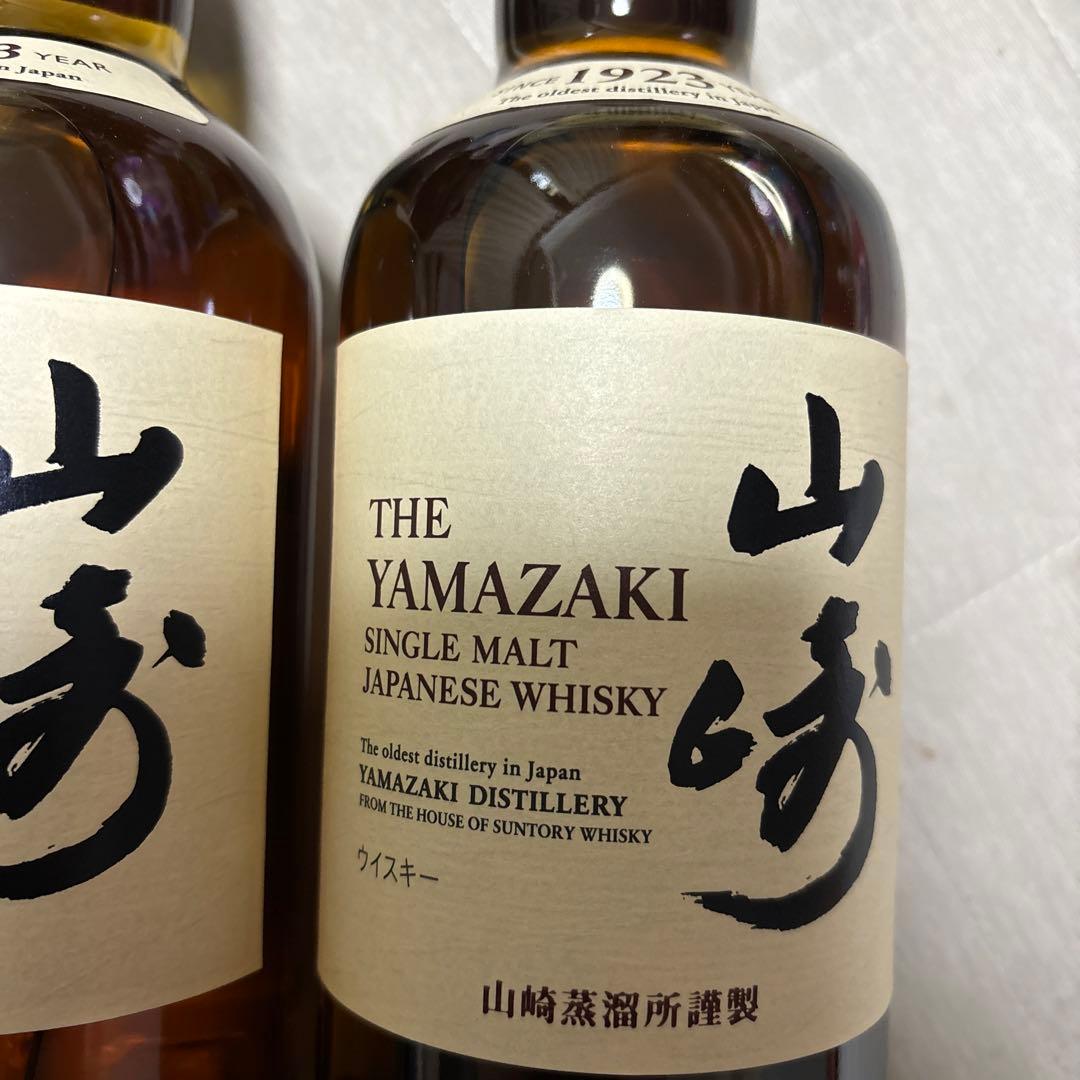 3 YEAR
n Japan
山
SINCE 1923 Y
The oldest distillery in Japan
THE
YAMAZAKI
SINGLE MALT
JAPANESE WHISKY
The oldest distillery in Japan
YAMAZAKI DISTILLERY
FROM THE HOUSE OF SUNTORY WHISKY
ウイスキー
山崎
山崎蒸溜所謹製